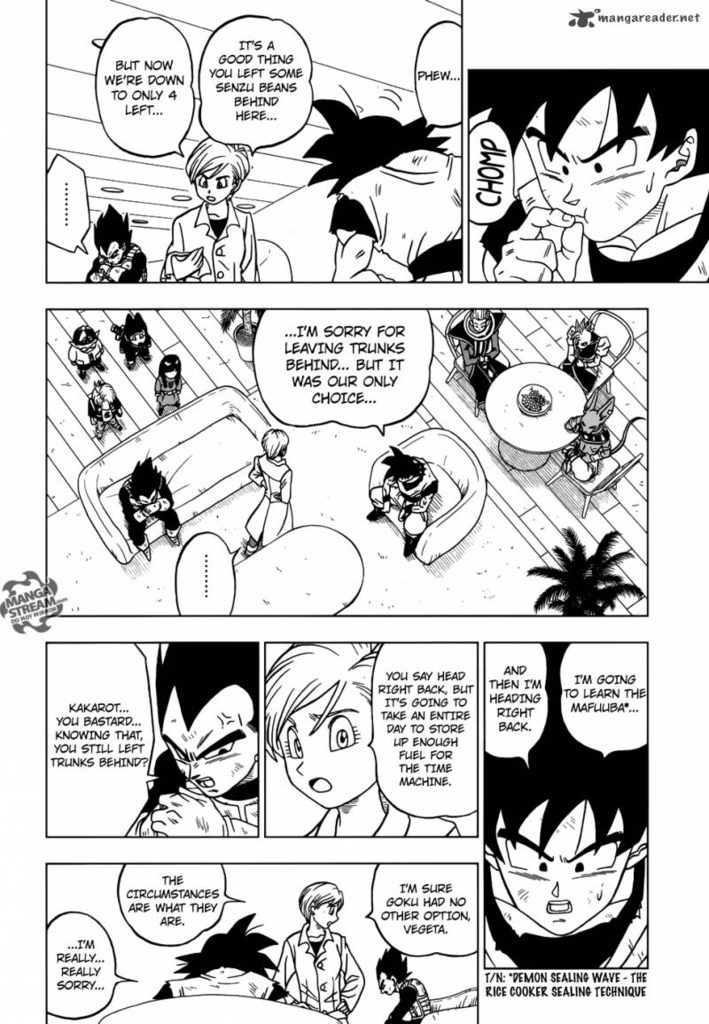 mangareader.net
CHOMP
PHEW...
IT'S A
GOOD THING
YOU LEFT SOME
SENZU BEANS
BEHIND
HERE...
BUT NOW
WE'RE DOWN
TO ONLY 4
LEFT...
......
...I'M SORRY FOR
LEAVING TRUNKS
BEHIND... BUT IT
WAS OUR ONLY
CHOICE...
......
MANGA
STREAM.COM
DO NOT MIRROR
I'M GOING
TO LEARN THE
MAFUUBA*...
AND
THEN I'M
HEADING
RIGHT
BACK.
YOU SAY HEAD
RIGHT BACK, BUT
IT'S GOING TO
TAKE AN ENTIRE
DAY TO STORE
UP ENOUGH
FUEL FOR
THE TIME
MACHINE.
KAKAROT...
YOU BASTARD...
KNOWING THAT,
YOU STILL LEFT
TRUNKS BEHIND?
I'M SURE
GOKU HAD NO
OTHER OPTION,
VEGETA.
THE
CIRCUMSTANCES
ARE WHAT THEY
ARE.
...I'M
REALLY...
REALLY
SORRY...
T/N: *DEMON SEALING WAVE - THE
RICE COOKER SEALING TECHNIQUE